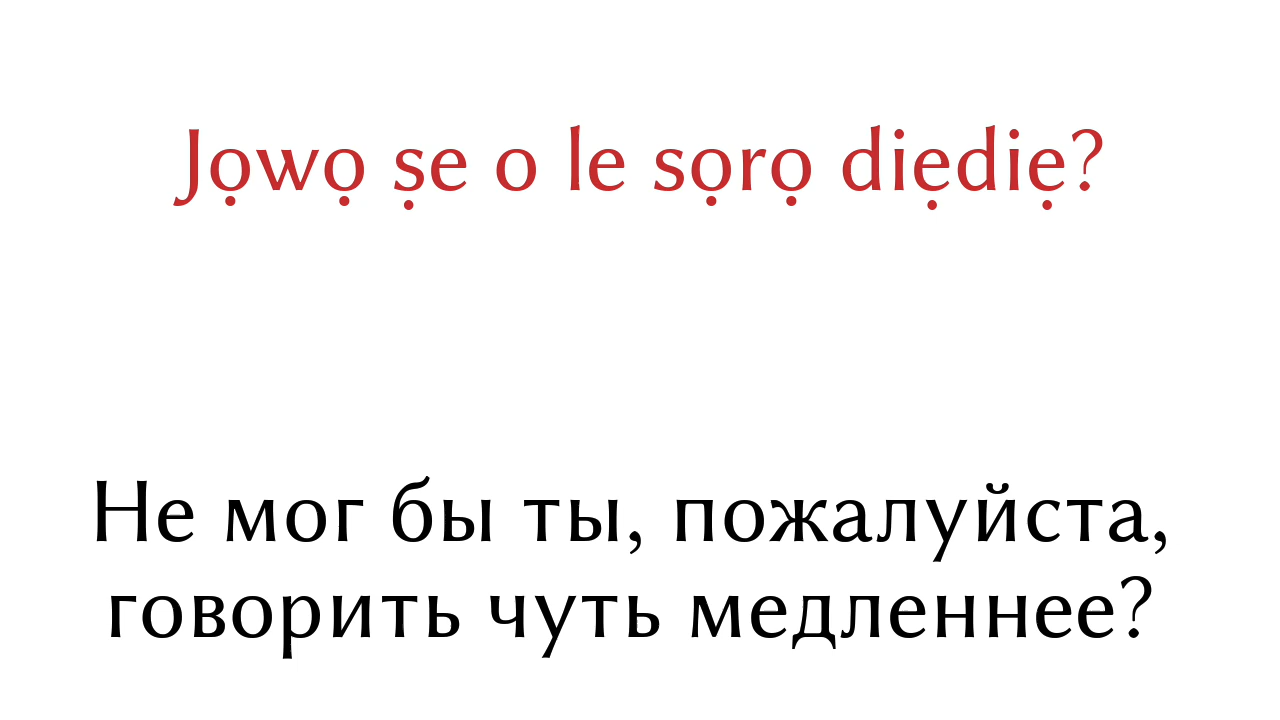 Jọwọ ṣe o le sọrọ diẹdiẹ?
Не мог бы ты, пожалуйста,
говорить чуть медленнее?